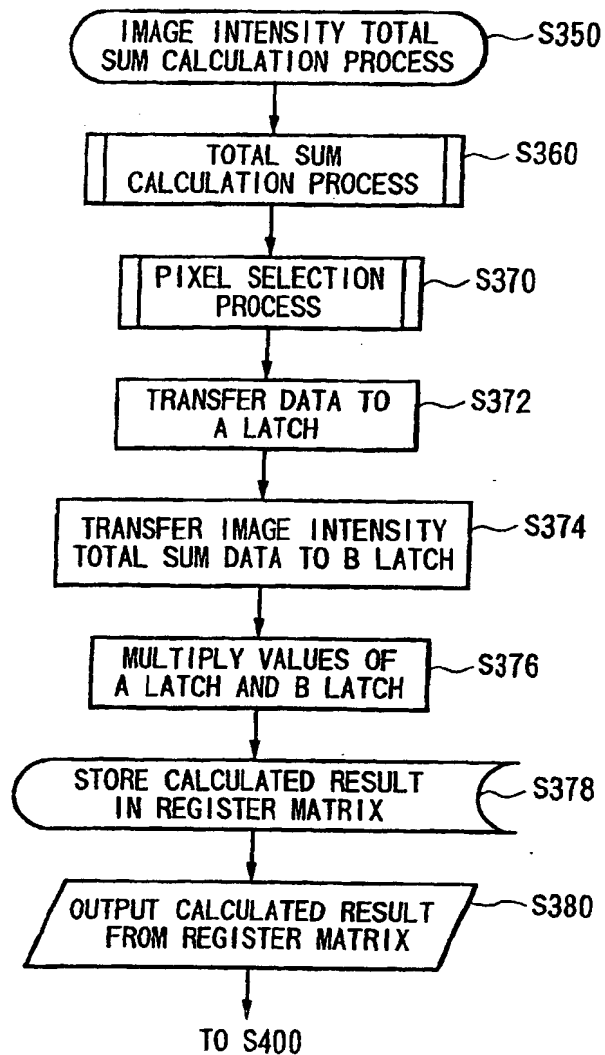 IMAGE INTENSITY TOTAL
SUM CALCULATION PROCESS
S350
TOTAL SUM
CALCULATION PROCESS
S360
PIXEL SELECTION
PROCESS
S370
TRANSFER DATA TO
A LATCH
S372
TRANSFER IMAGE INTENSITY
TOTAL SUM DATA TO B LATCH
S374
MULTIPLY VALUES OF
A LATCH AND B LATCH
S376
STORE CALCULATED RESULT
IN REGISTER MATRIX
S378
OUTPUT CALCULATED RESULT
FROM REGISTER MATRIX
S380
TO S400